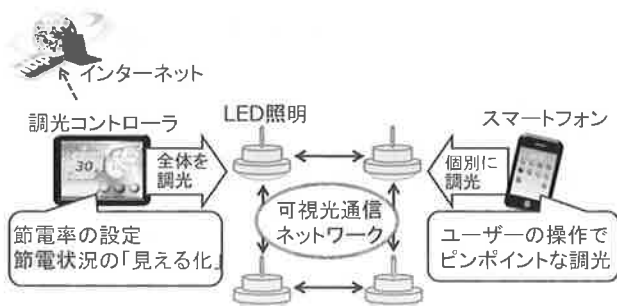 インターネット
調光コントローラ
LED照明
スマートフォン
30
全体を
調光
個別に
調光
可視光通信
ネットワーク
節電率の設定
節電状況の「見える化」
ユーザーの操作で
ピンポイントな調光